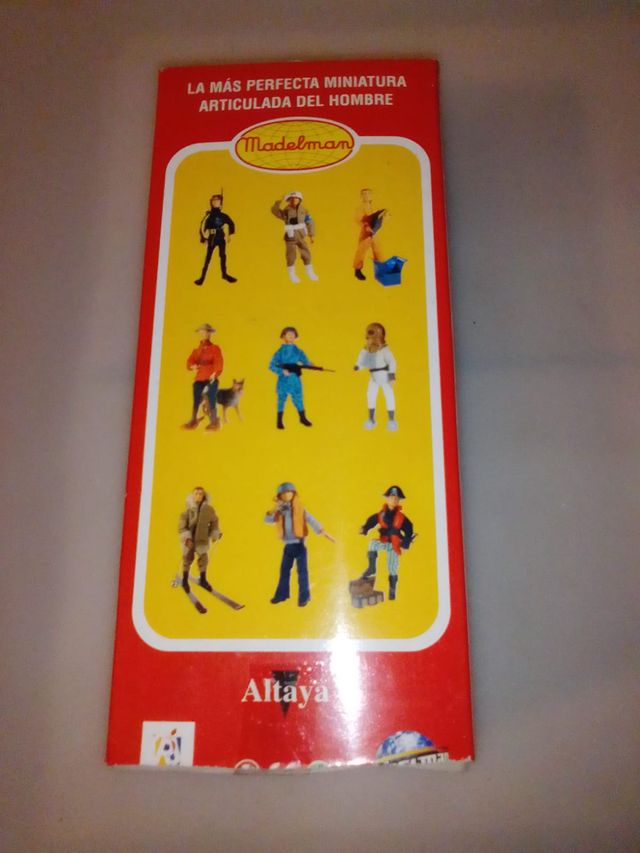 LA MÁS PERFECTA MINIATURA
ARTICULADA DEL HOMBRE
Madelman
Altaya